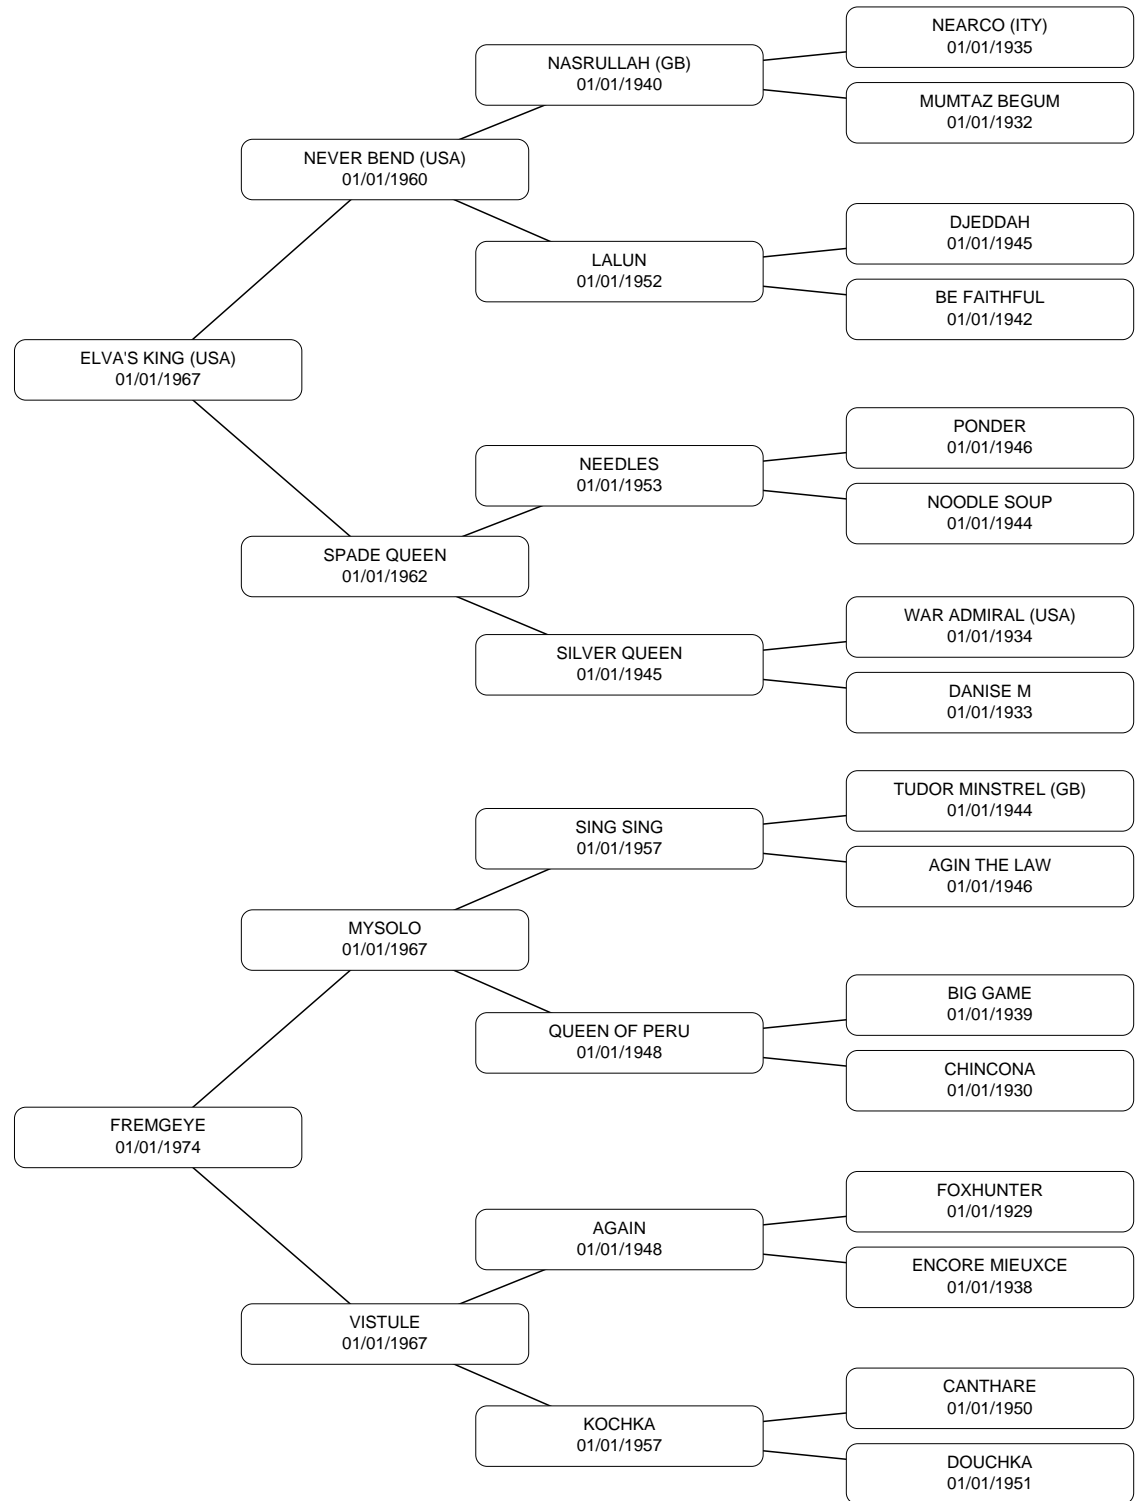 NEARCO (ITY)
01/01/1935
NASRULLAH (GB)
01/01/1940
MUMTAZ BEGUM
01/01/1932
NEVER BEND (USA)
01/01/1960
DJEDDAH
01/01/1945
LALUN
01/01/1952
BE FAITHFUL
01/01/1942
ELVA'S KING (USA)
01/01/1967
PONDER
01/01/1946
NEEDLES
01/01/1953
NOODLE SOUP
01/01/1944
SPADE QUEEN
01/01/1962
WAR ADMIRAL (USA)
01/01/1934
SILVER QUEEN
01/01/1945
DANISE M
01/01/1933
TUDOR MINSTREL (GB)
01/01/1944
SING SING
01/01/1957
AGIN THE LAW
01/01/1946
MYSOLO
01/01/1967
BIG GAME
01/01/1939
QUEEN OF PERU
01/01/1948
CHINCONA
01/01/1930
FREMGEYE
01/01/1974
FOXHUNTER
01/01/1929
AGAIN
01/01/1948
ENCORE MIEUXCE
01/01/1938
VISTULE
01/01/1967
CANTHARE
01/01/1950
KOCHKA
01/01/1957
DOUCHKA
01/01/1951